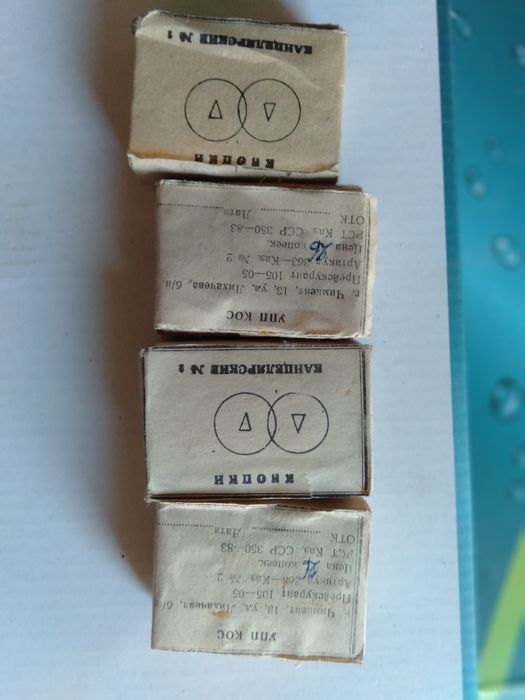 УПП КОС
г. Чимкент, 13, ул. Лихачева, б/
Прейскурант 105—05
Артикул 363—Каз. № 2
Цена копеек.
РСТ Каз. ССР 350—83
ОТК Дата
КНОПКИ
КАНЦЕЛЯРСКИЕ № 1
УПП КОС
г. Чимкент, 13, ул. Лихачева, б/н.
Прейскурант 105—05
Артикул 363—Каз. № 2
Цена копеек.
РСТ Каз. ССР 350—83
ОТК Дата
КНОПКИ
КАНЦЕЛЯРСКИЕ № 1